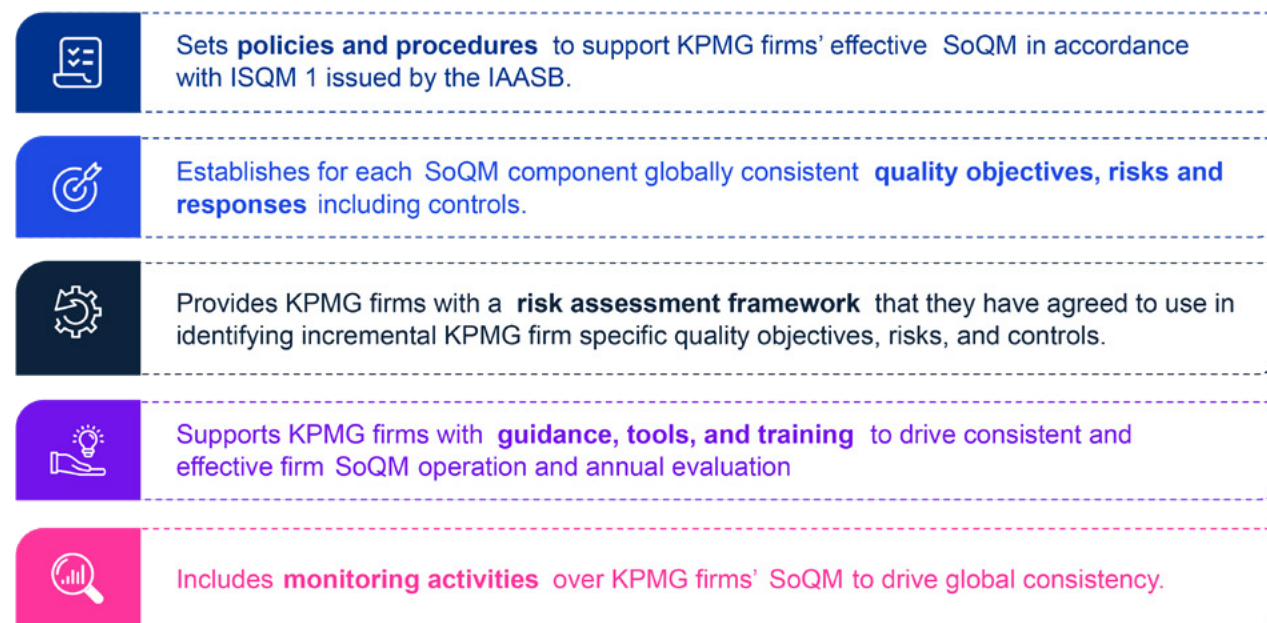 Sets policies and procedures to support KPMG firms' effective SoQM in accordance
with ISQM 1 issued by the IAASB.
Establishes for each SoQM component globally consistent quality objectives, risks and
responses including controls.
Provides KPMG firms with a risk assessment framework that they have agreed to use in
identifying incremental KPMG firm specific quality objectives, risks, and controls.
Supports KPMG firms with guidance, tools, and training to drive consistent and
effective firm SoQM operation and annual evaluation
Includes monitoring activities over KPMG firms' SoQM to drive global consistency.